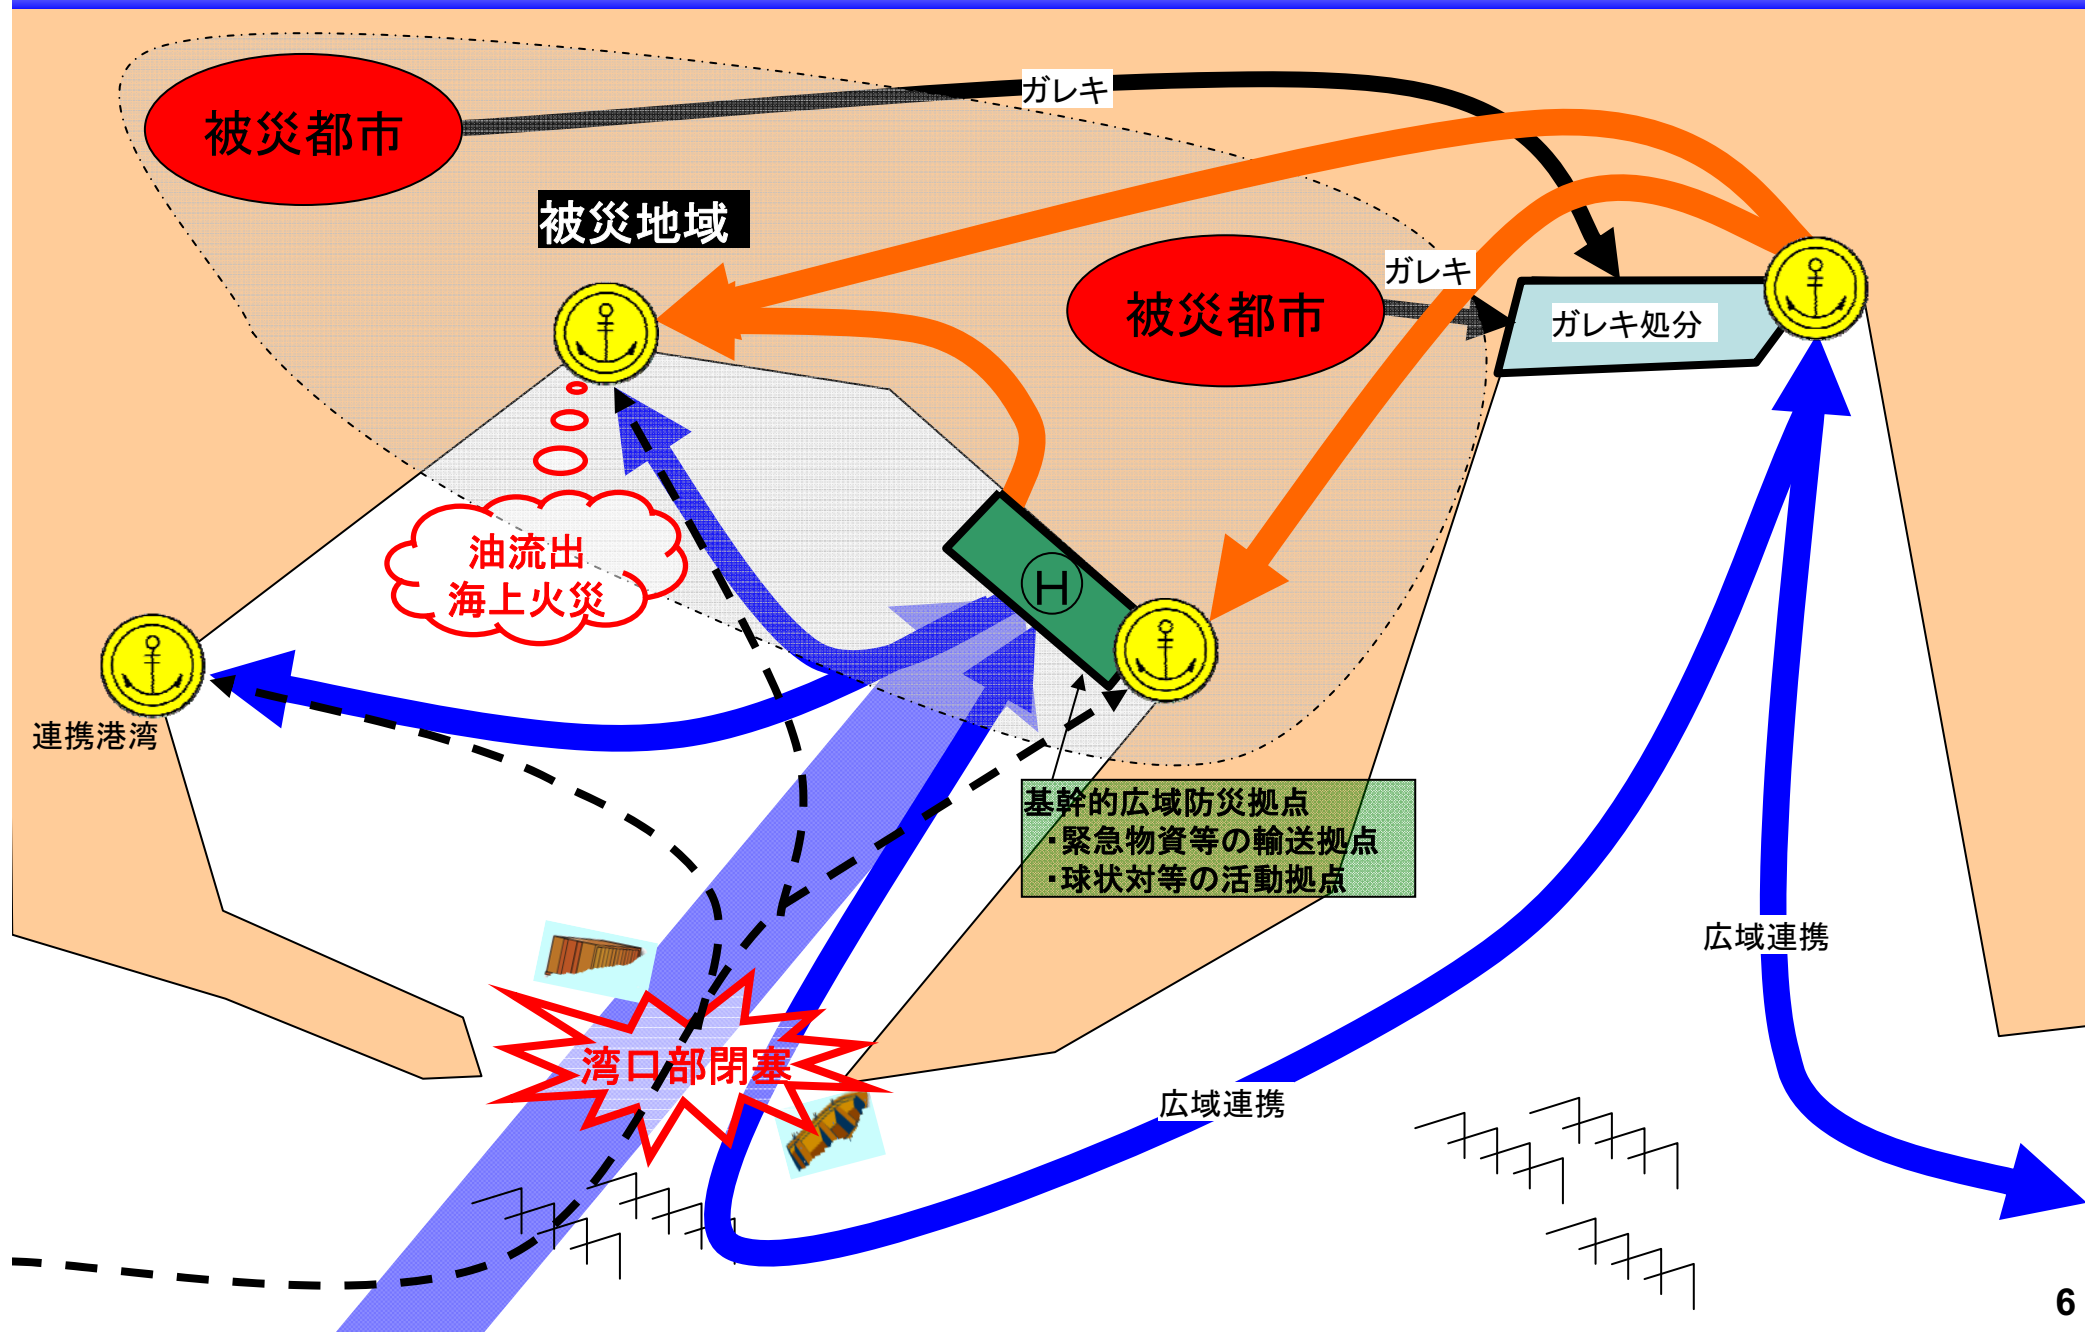 ガレキ
被災都市
被災地域
ガレキ
被災都市
ガレキ処分
油流出
海上火災
H
連携港湾
基幹的広域防災拠点
・緊急物資等の輸送拠点
・球状対等の活動拠点
広域連携
湾口部閉塞
広域連携
6